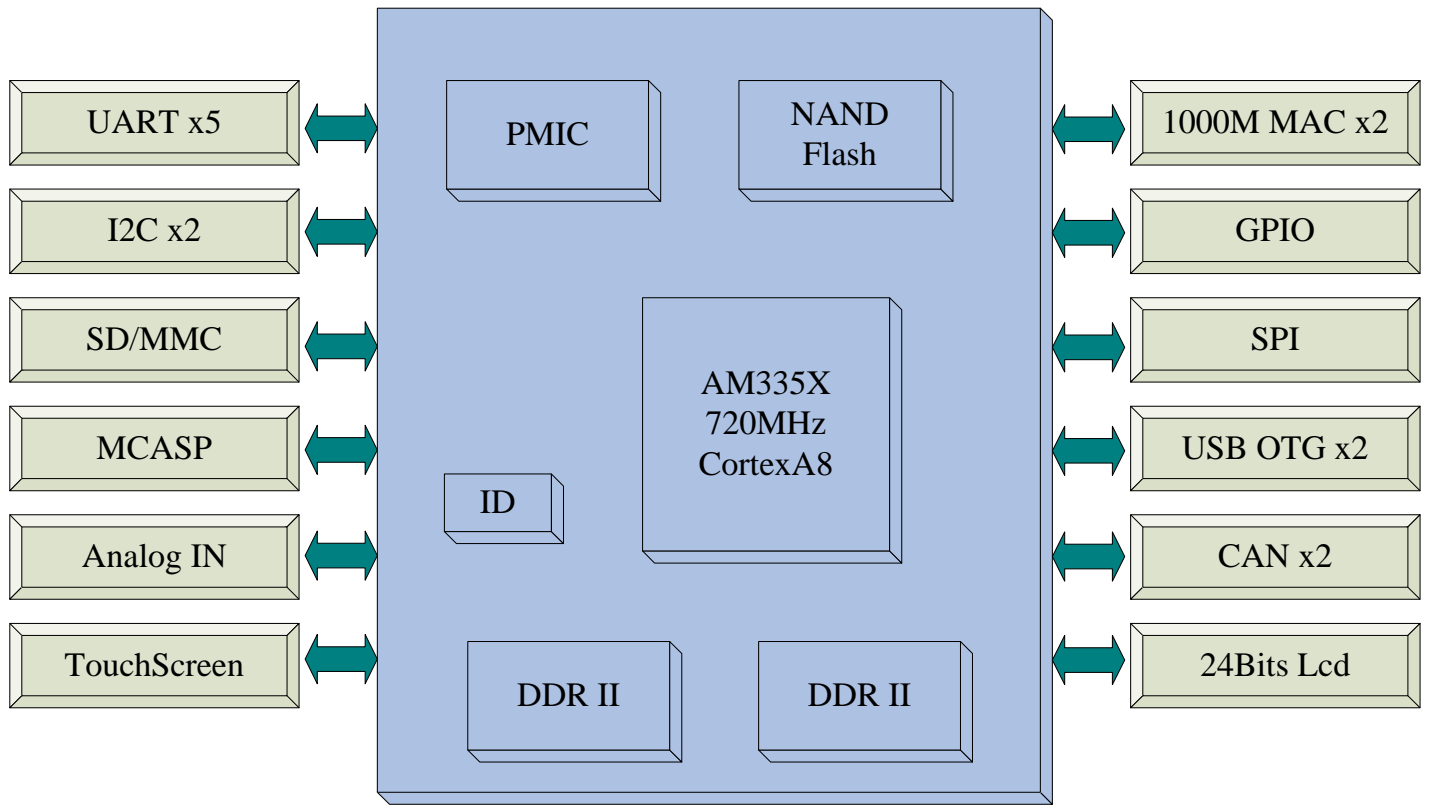 UART x5
I2C x2
SD/MMC
MCASP
Analog IN
TouchScreen
PMIC
NAND
Flash
AM335X
720MHz
CortexA8
ID
DDR II
DDR II
1000M MAC x2
GPIO
SPI
USB OTG x2
CAN x2
24Bits Lcd